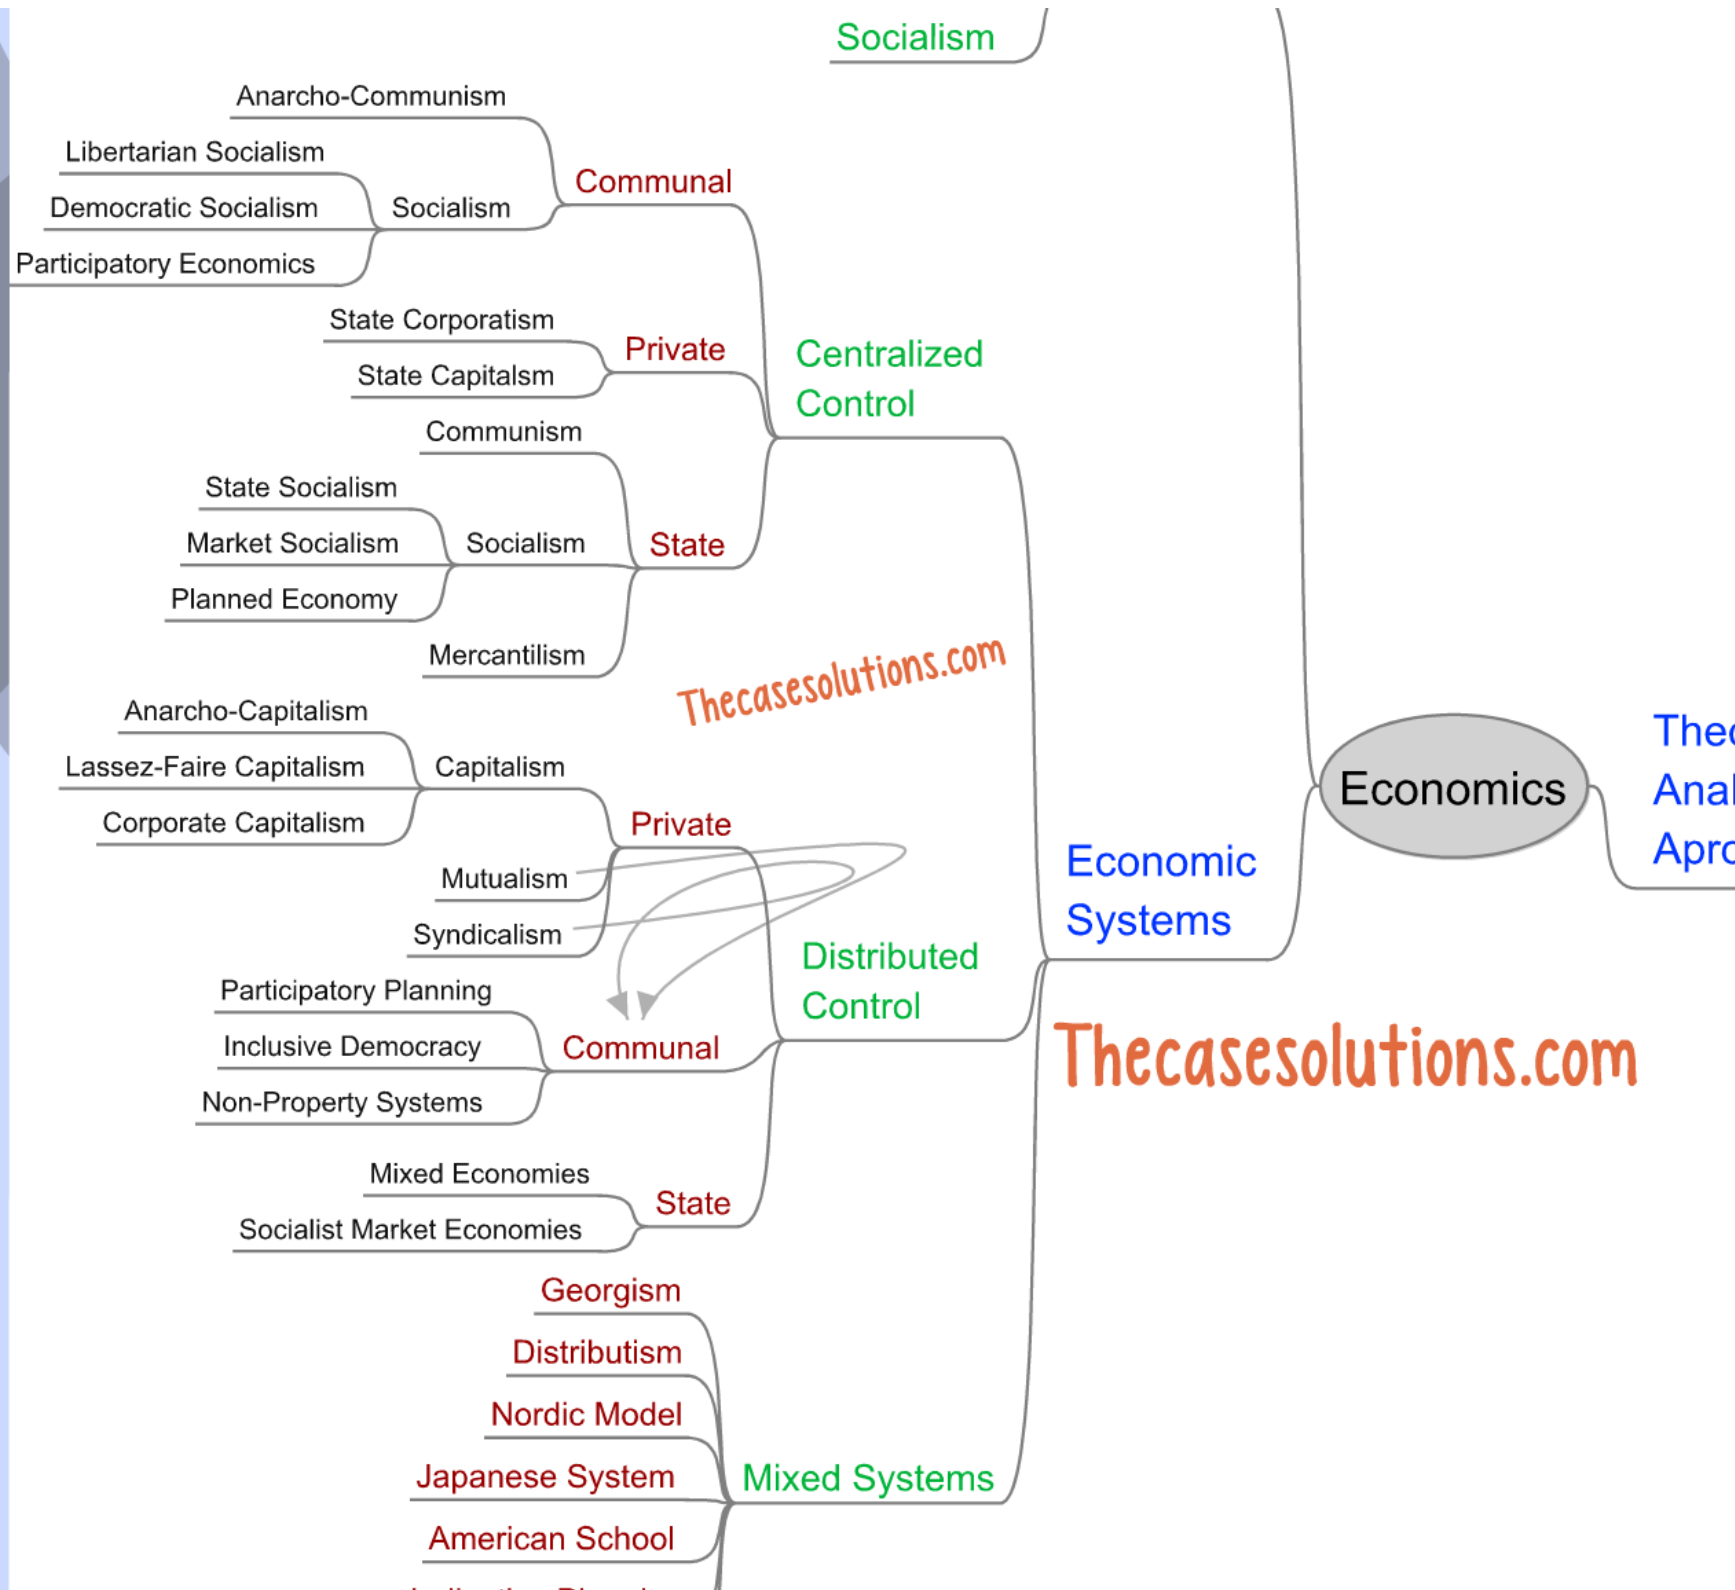 Socialism
Anarcho-Communism
Libertarian Socialism
Communal
Democratic Socialism
Socialism
Participatory Economics
State Corporatism
Private
State Capitalsm
Centralized
Control
Communism
State Socialism
Market Socialism
Socialism
State
Planned Economy
Mercantilism
Thecasesolutions.com
Anarcho-Capitalism
Lassez-Faire Capitalism
Capitalism
Corporate Capitalism
Private
Mutualism
Syndicalism
Economics
Economic
Systems
Distributed
Control
Participatory Planning
Inclusive Democracy
Communal
Non-Property Systems
Thecasesolutions.com
Mixed Economies
State
Socialist Market Economies
Georgism
Distributism
Nordic Model
Japanese System
Mixed Systems
American School